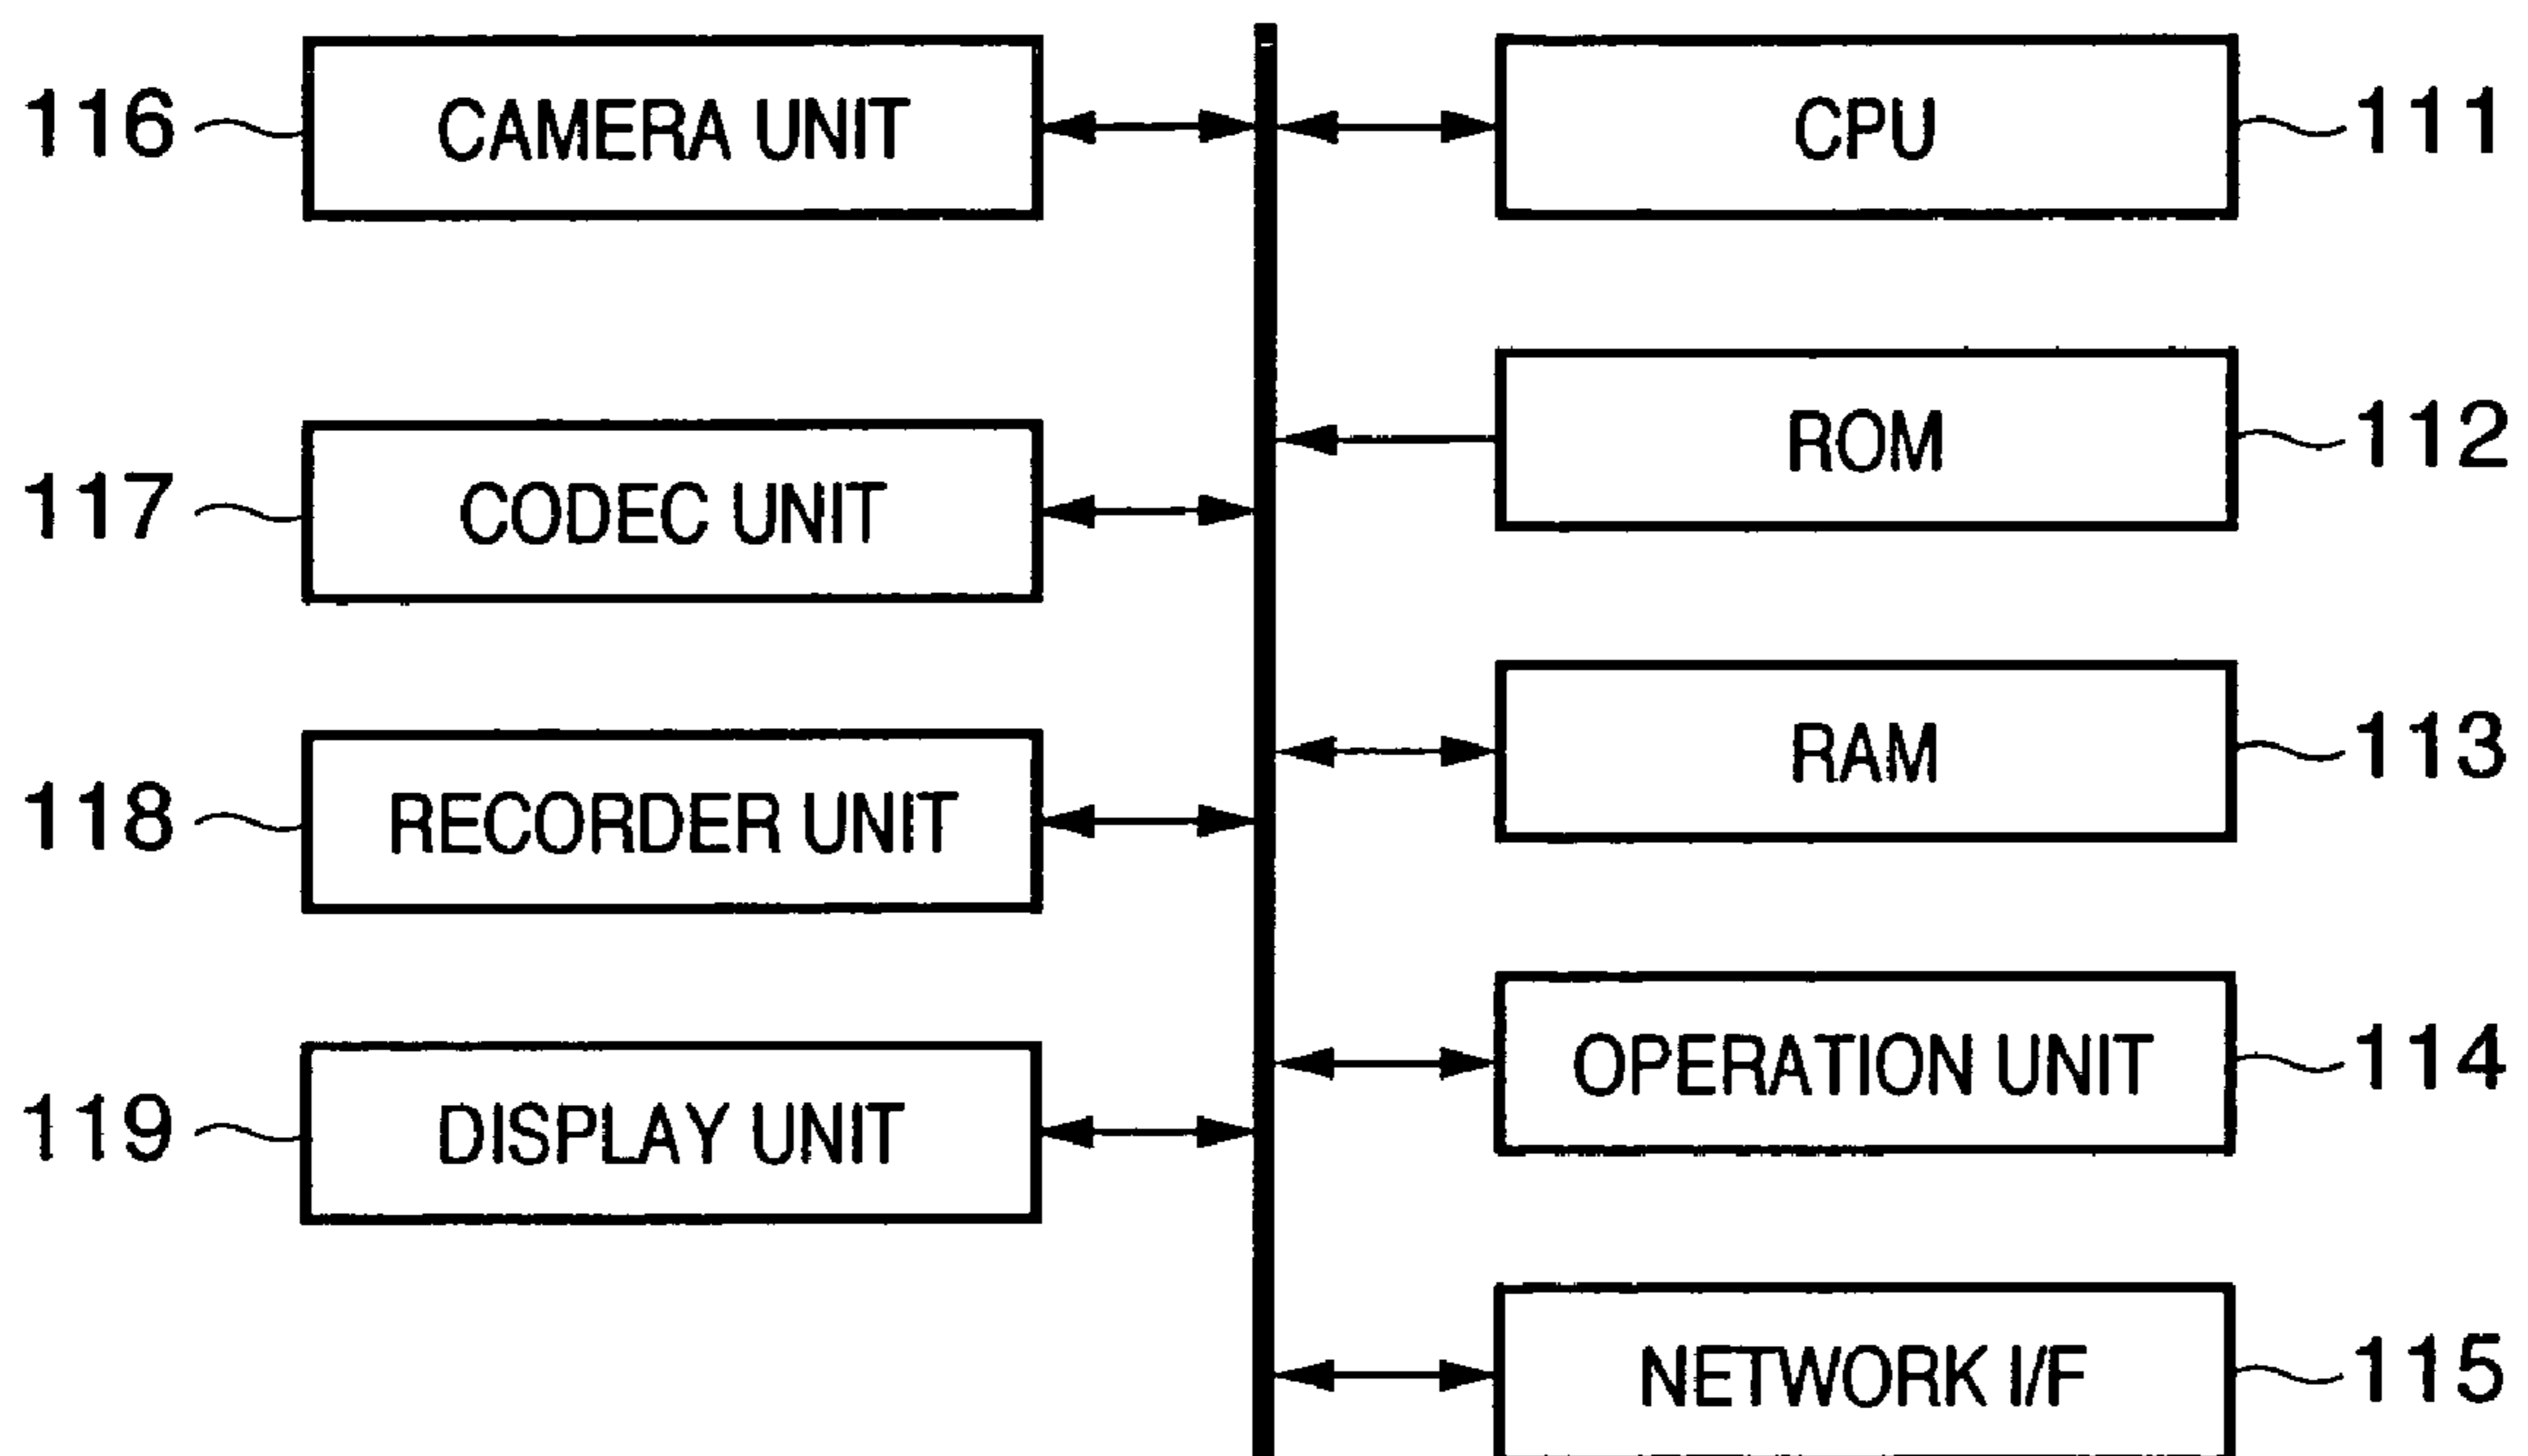 116 CAMERA UNIT
CPU 111
ROM 112
117 CODEC UNIT
RAM 113
118 RECORDER UNIT
OPERATION UNIT 114
119 DISPLAY UNIT
NETWORK I/F 115